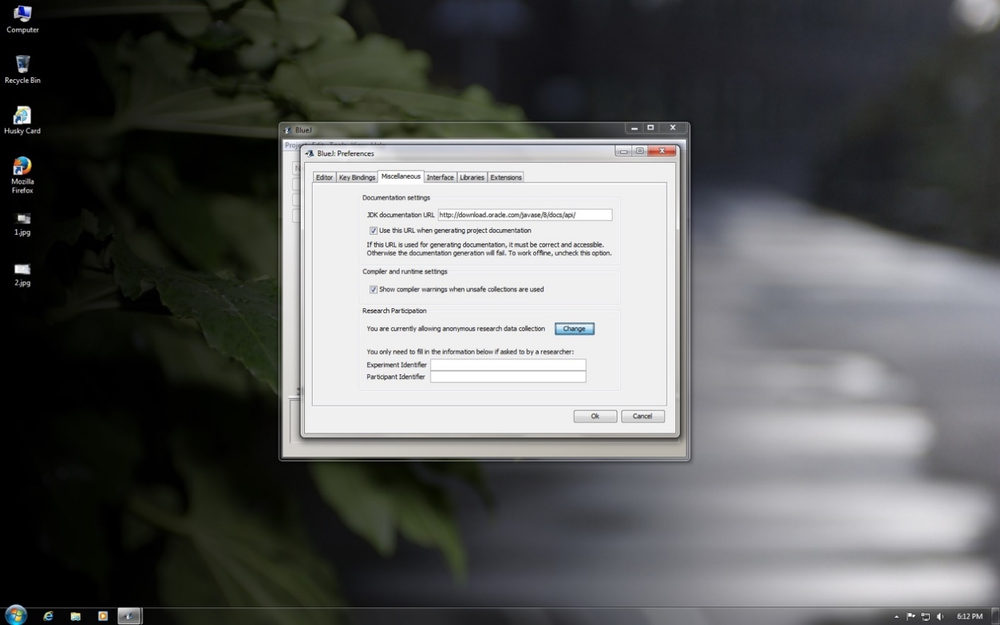 Computer
Recycle Bin
Husky Card
Mozilla
Firefox
1.jpg
2.jpg
BlueJ
BlueJ: Preferences
Editor Key Bindings Miscellaneous Interface Libraries Extensions
Documentation settings
JDK documentation URL http://download.oracle.com/javase/8/docs/api/
Use this URL when generating project documentation
If this URL is used for generating documentation, it must be correct and accessible.
Otherwise the documentation generation will fail. To work offline, uncheck this option.
Compiler and runtime settings
Show compiler warnings when unsafe collections are used
Research Participation
You are currently allowing anonymous research data collection Change
You only need to fill in the information below if asked to by a researcher:
Experiment Identifier
Participant Identifier
Ok Cancel
6:12 PM